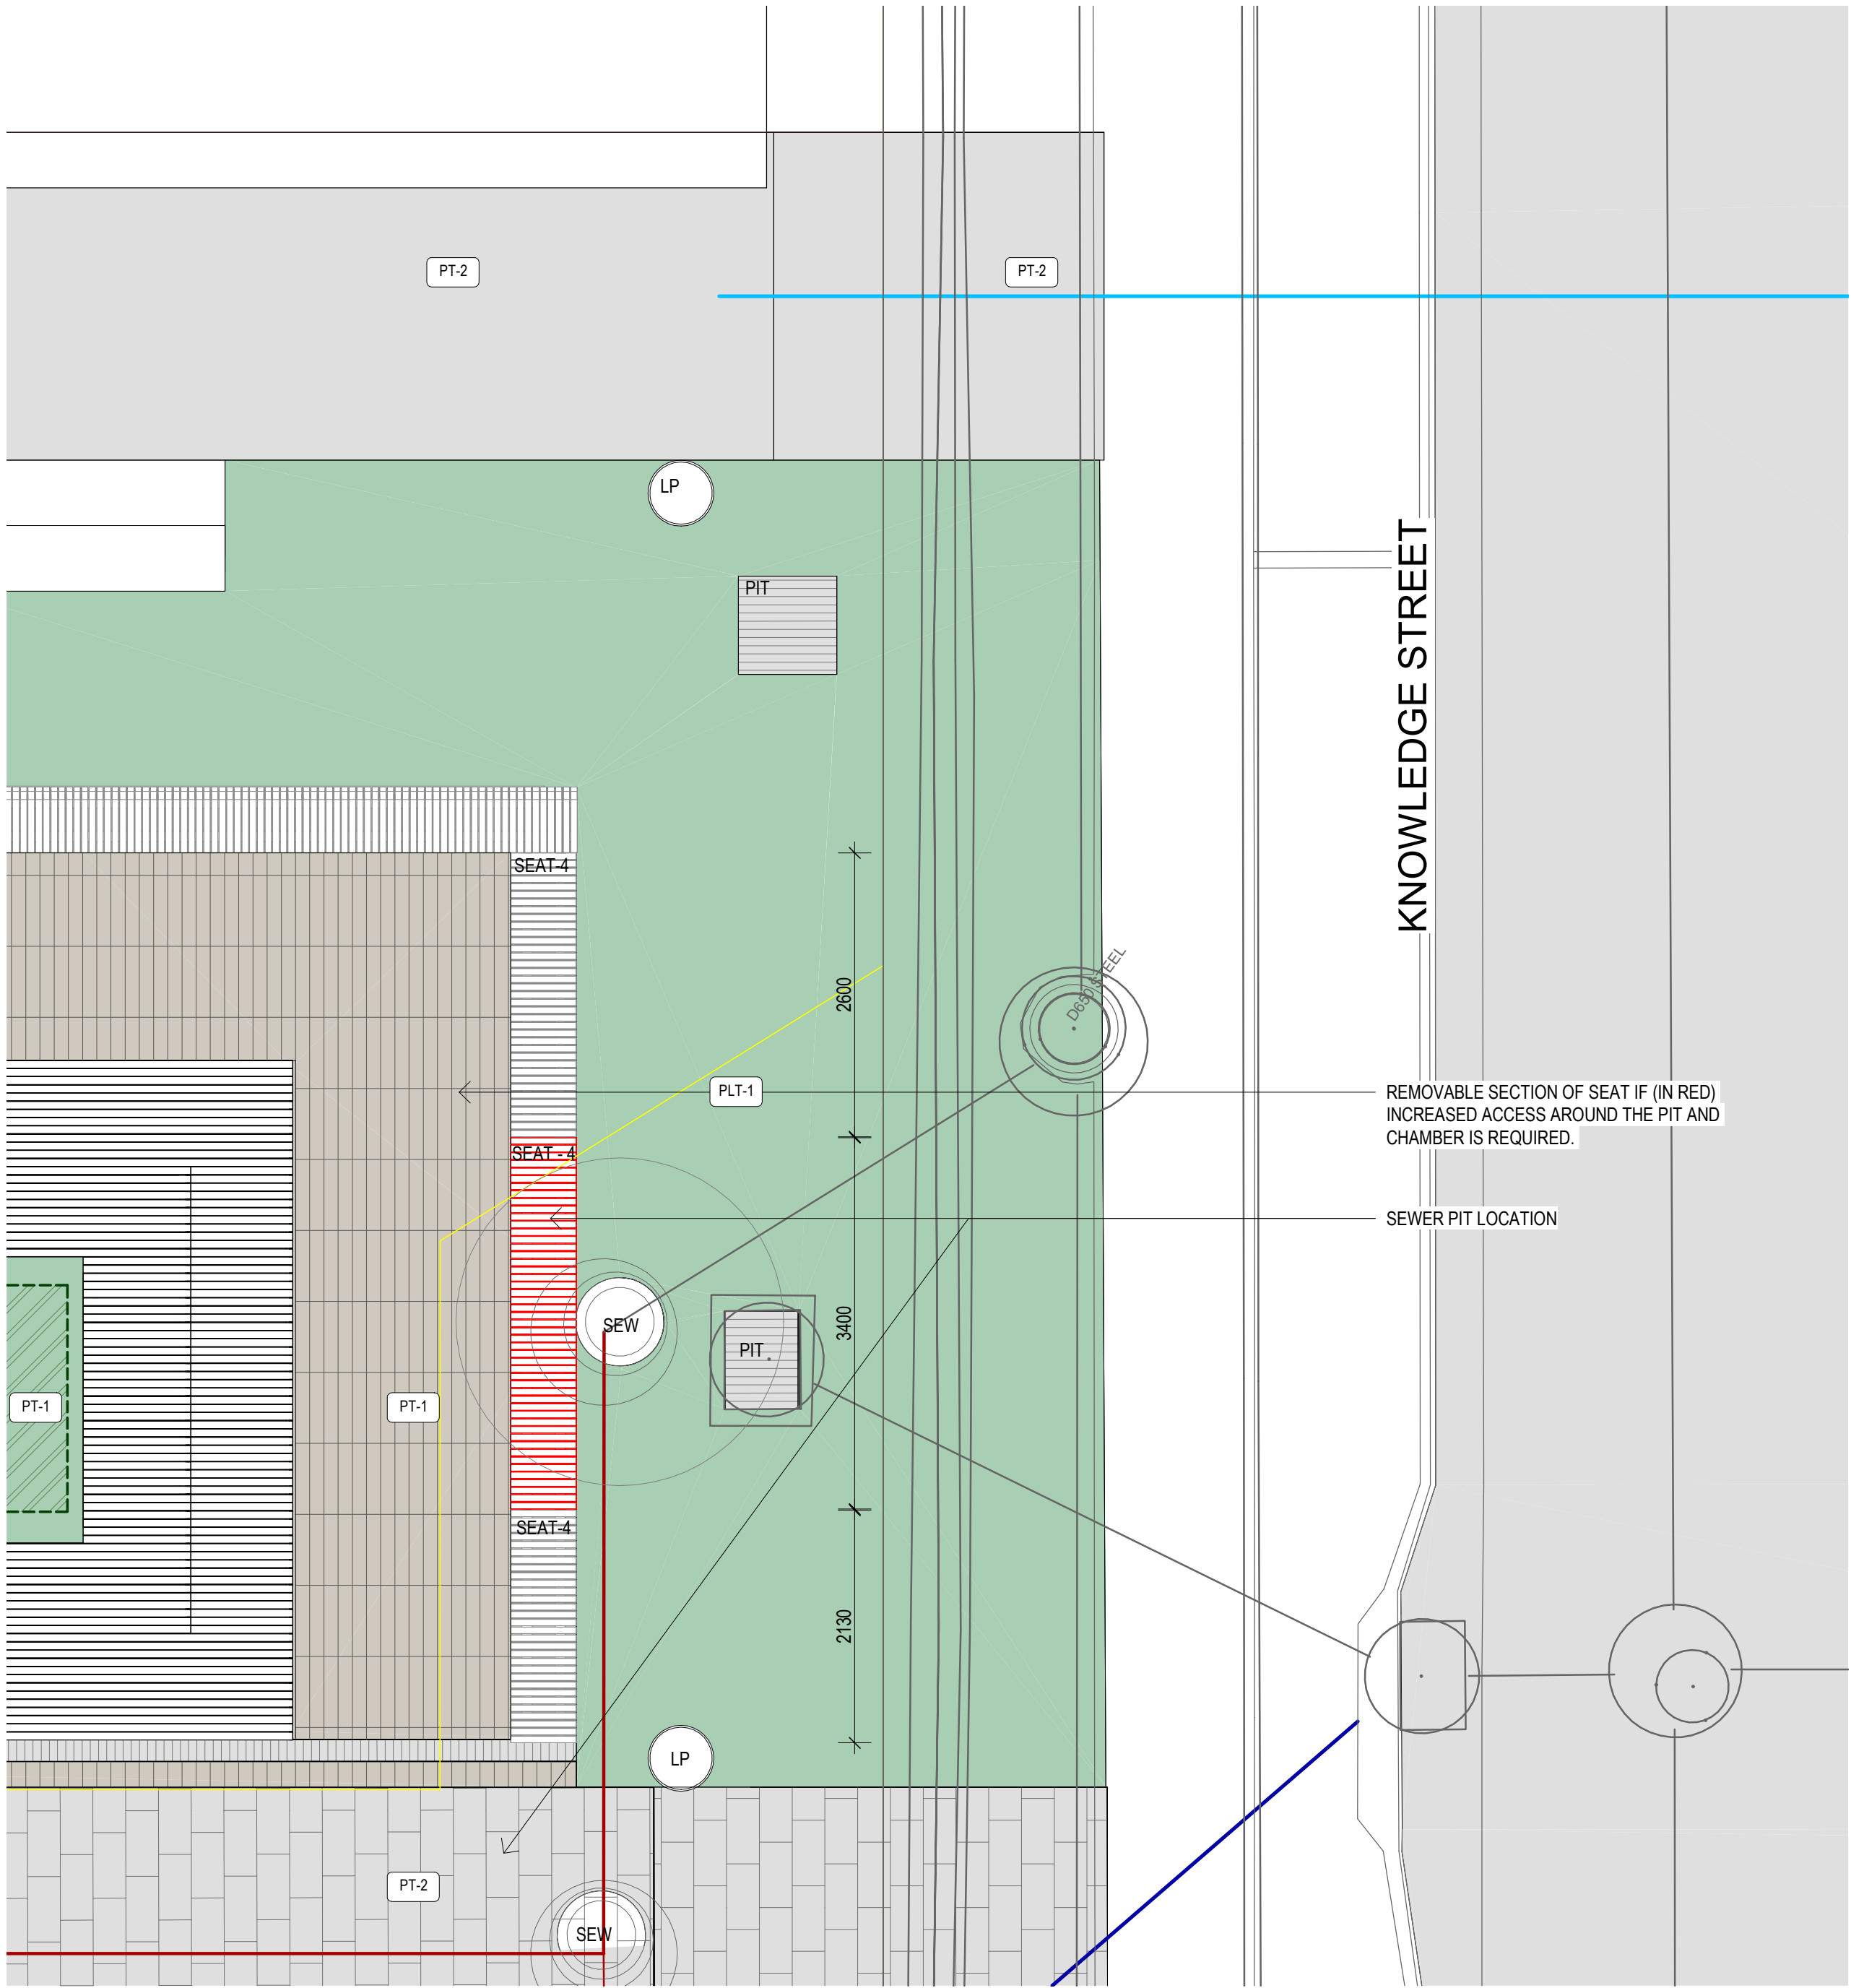 PT-2
PT-2
LP
PIT
KNOWLEDGE STREET
SEAT-4
2600
D650 STEEL
PLT-1
REMOVABLE SECTION OF SEAT IF (IN RED)
INCREASED ACCESS AROUND THE PIT AND
CHAMBER IS REQUIRED.
SEAT - 4
SEWER PIT LOCATION
SEW
3400
PIT
PT-1
PT-1
SEAT-4
2130
LP
PT-2
SEW